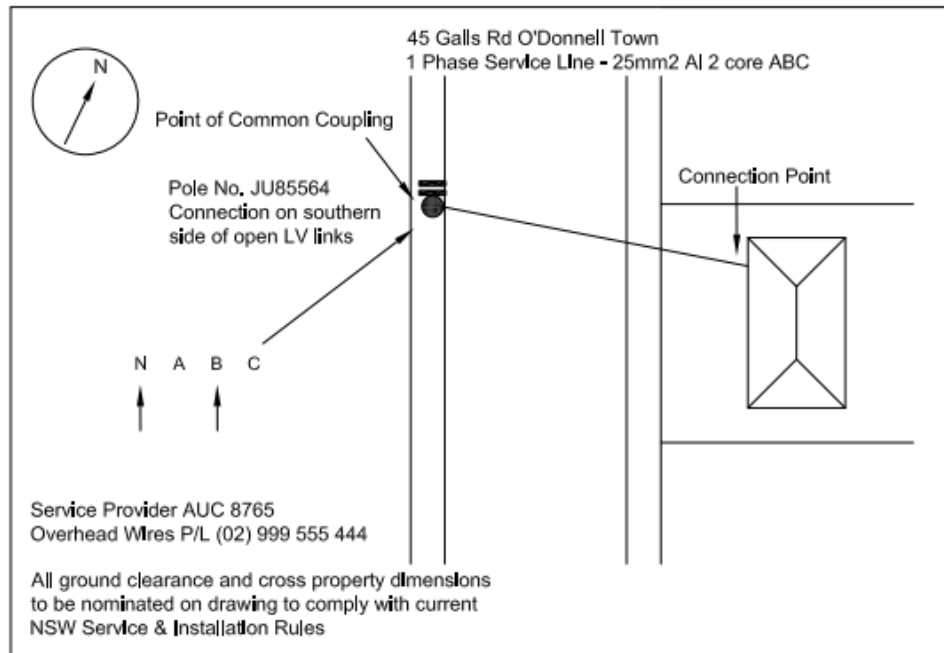 45 Galls Rd O'Donnell Town
1 Phase Service Line - 25mm2 Al 2 core ABC
N
Point of Common Coupling
Pole No. JU85564
Connection on southern
side of open LV links
Connection Point
N A B C
Service Provider AUC 8765
Overhead Wires P/L (02) 999 555 444
All ground clearance and cross property dimensions
to be nominated on drawing to comply with current
NSW Service & Installation Rules